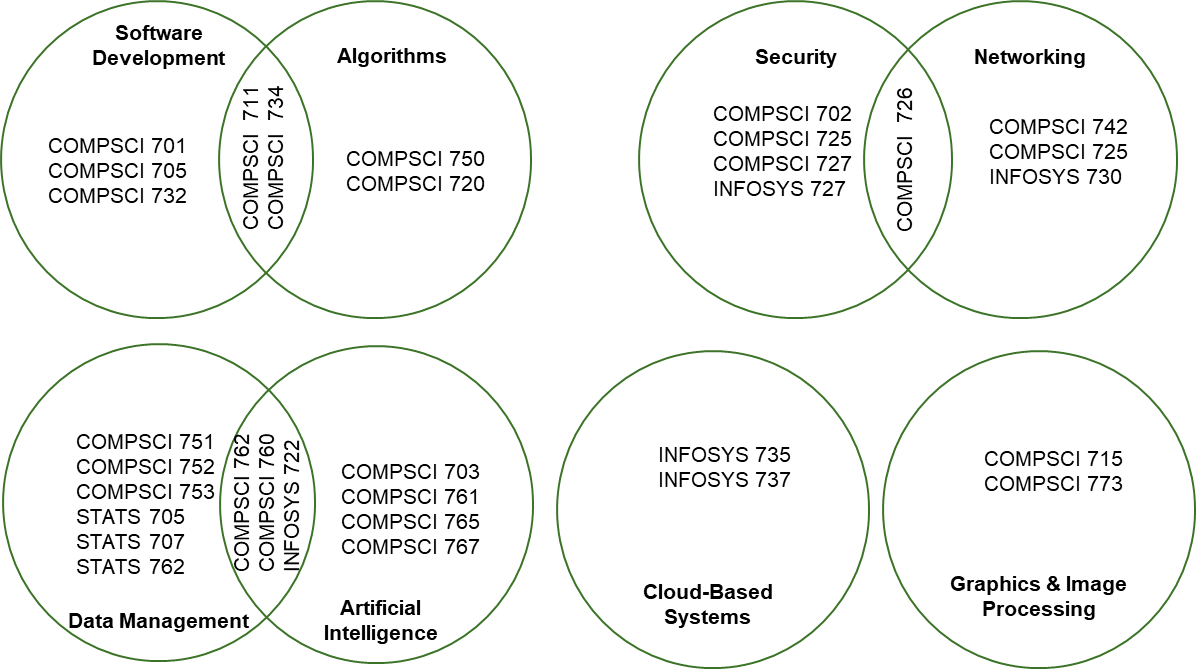 Software
Development
COMPSCI 701
COMPSCI 705
COMPSCI 732
COMPSCI 711
COMPSCI 734
Algorithms
COMPSCI 750
COMPSCI 720
Security
COMPSCI 702
COMPSCI 725
COMPSCI 727
INFOSYS 727
COMPSCI 726
Networking
COMPSCI 742
COMPSCI 725
INFOSYS 730
COMPSCI 751
COMPSCI 752
COMPSCI 753
STATS 705
STATS 707
STATS 762
Data Management
COMPSCI 762
COMPSCI 760
INFOSYS 722
COMPSCI 703
COMPSCI 761
COMPSCI 765
COMPSCI 767
Artificial
Intelligence
INFOSYS 735
INFOSYS 737
Cloud-Based
Systems
COMPSCI 715
COMPSCI 773
Graphics & Image
Processing